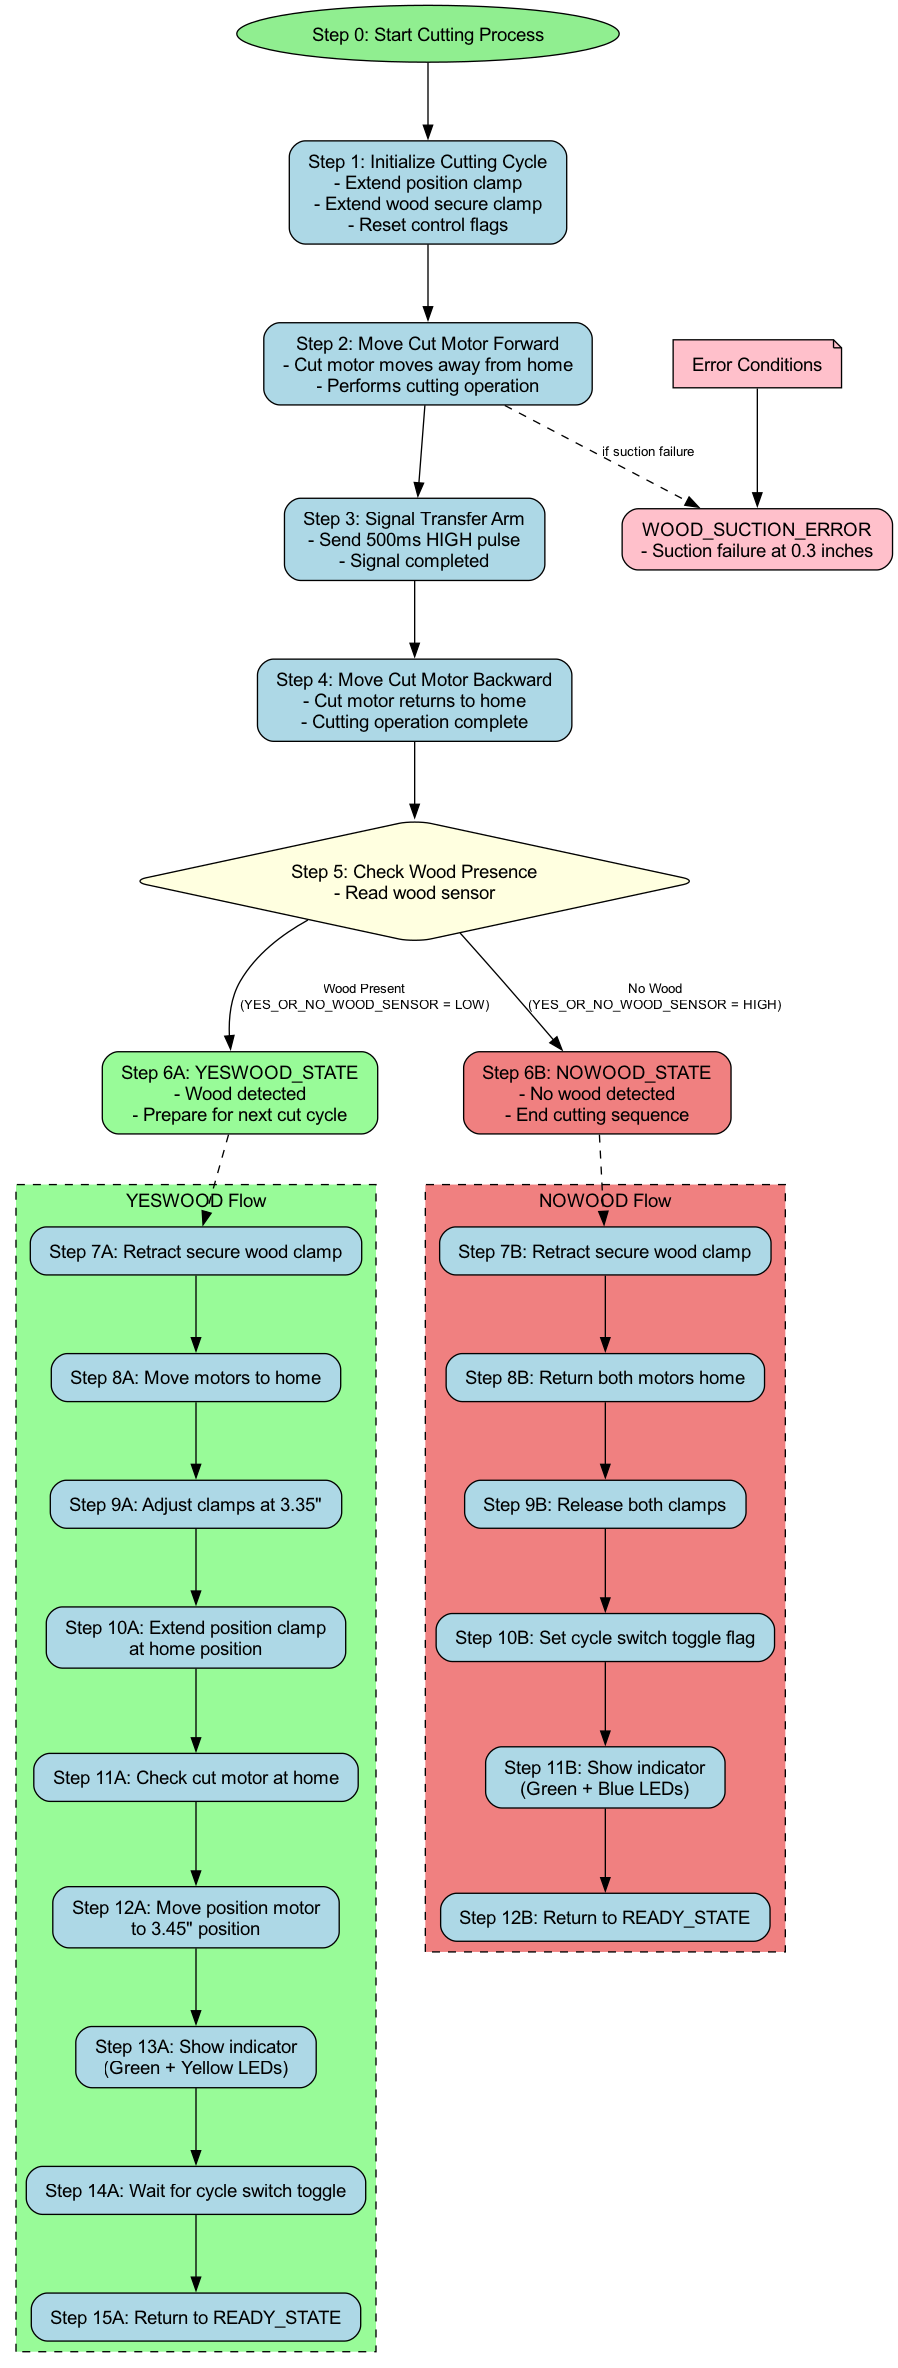 Step 0: Start Cutting Process
Step 1: Initialize Cutting Cycle
- Extend position clamp
- Extend wood secure clamp
- Reset control flags
Step 2: Move Cut Motor Forward
- Cut motor moves away from home
- Performs cutting operation
Error Conditions
if suction failure
Step 3: Signal Transfer Arm
- Send 500ms HIGH pulse
- Signal completed
WOOD_SUCTION_ERROR
- Suction failure at 0.3 inches
Step 4: Move Cut Motor Backward
- Cut motor returns to home
- Cutting operation complete
Step 5: Check Wood Presence
- Read wood sensor
Wood Present
(YES_OR_NO_WOOD_SENSOR = LOW)
No Wood
(YES_OR_NO_WOOD_SENSOR = HIGH)
Step 6A: YESWOOD_STATE
- Wood detected
- Prepare for next cut cycle
Step 6B: NOWOOD_STATE
- No wood detected
- End cutting sequence
YESWOOD Flow
Step 7A: Retract secure wood clamp
Step 8A: Move motors to home
Step 9A: Adjust clamps at 3.35"
Step 10A: Extend position clamp
at home position
Step 11A: Check cut motor at home
Step 12A: Move position motor
to 3.45" position
Step 13A: Show indicator
(Green + Yellow LEDs)
Step 14A: Wait for cycle switch toggle
Step 15A: Return to READY_STATE
NOWOOD Flow
Step 7B: Retract secure wood clamp
Step 8B: Return both motors home
Step 9B: Release both clamps
Step 10B: Set cycle switch toggle flag
Step 11B: Show indicator
(Green + Blue LEDs)
Step 12B: Return to READY_STATE